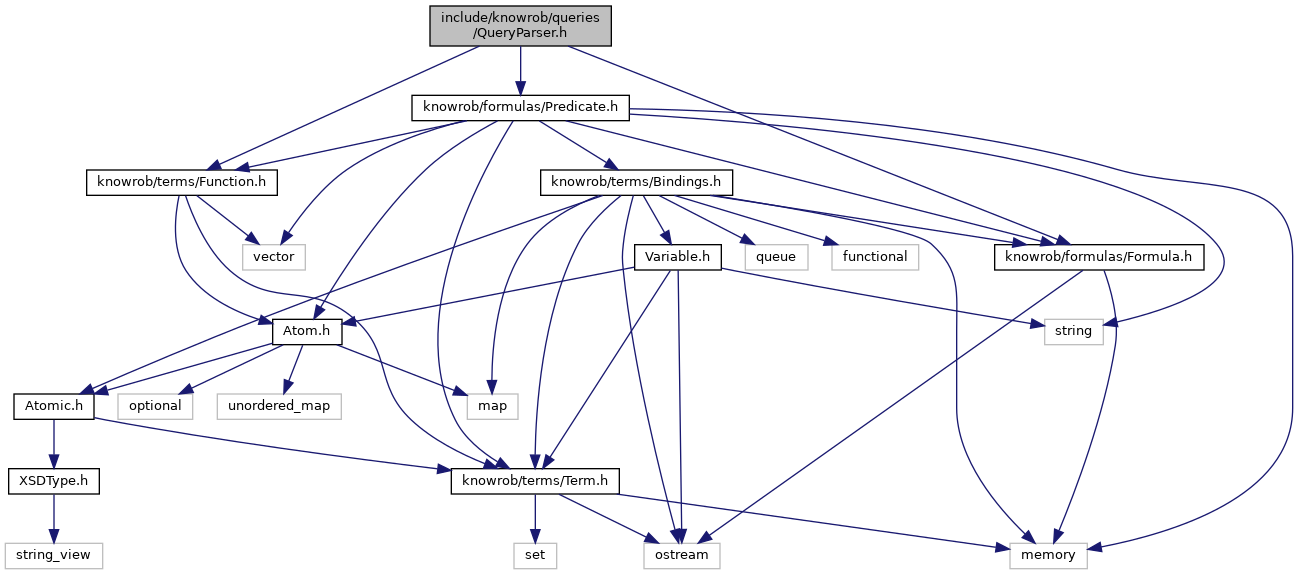 include/knowrob/queries
/QueryParser.h
knowrob/formulas/Predicate.h
knowrob/terms/Function.h
knowrob/terms/Bindings.h
vector
Variable.h
queue
functional
knowrob/formulas/Formula.h
Atom.h
string
Atomic.h
optional
unordered_map
map
XSDType.h
knowrob/terms/Term.h
string_view
set
ostream
memory